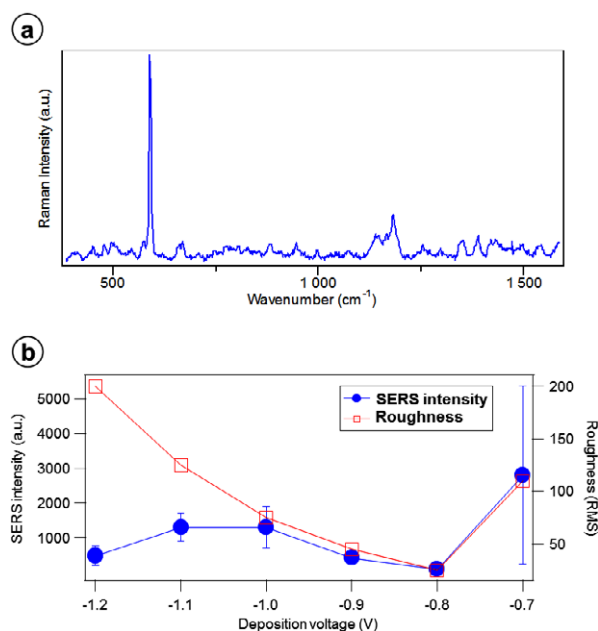 a
Raman Intensity (a.u.)
500
1 000
1 500
Wavenumber (cm⁻¹)
b
SERS intensity (a.u.)
5000
4000
3000
2000
1000
SERS intensity
Roughness
200
150
100
50
Roughness (RMS)
-1.2
-1.1
-1.0
-0.9
-0.8
-0.7
Deposition voltage (V)